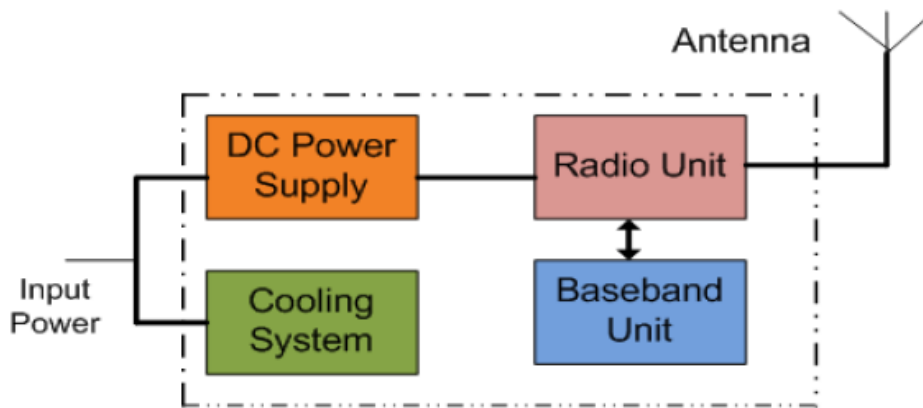 Antenna
DC Power
Supply
Radio Unit
Input
Power
Cooling
System
Baseband
Unit